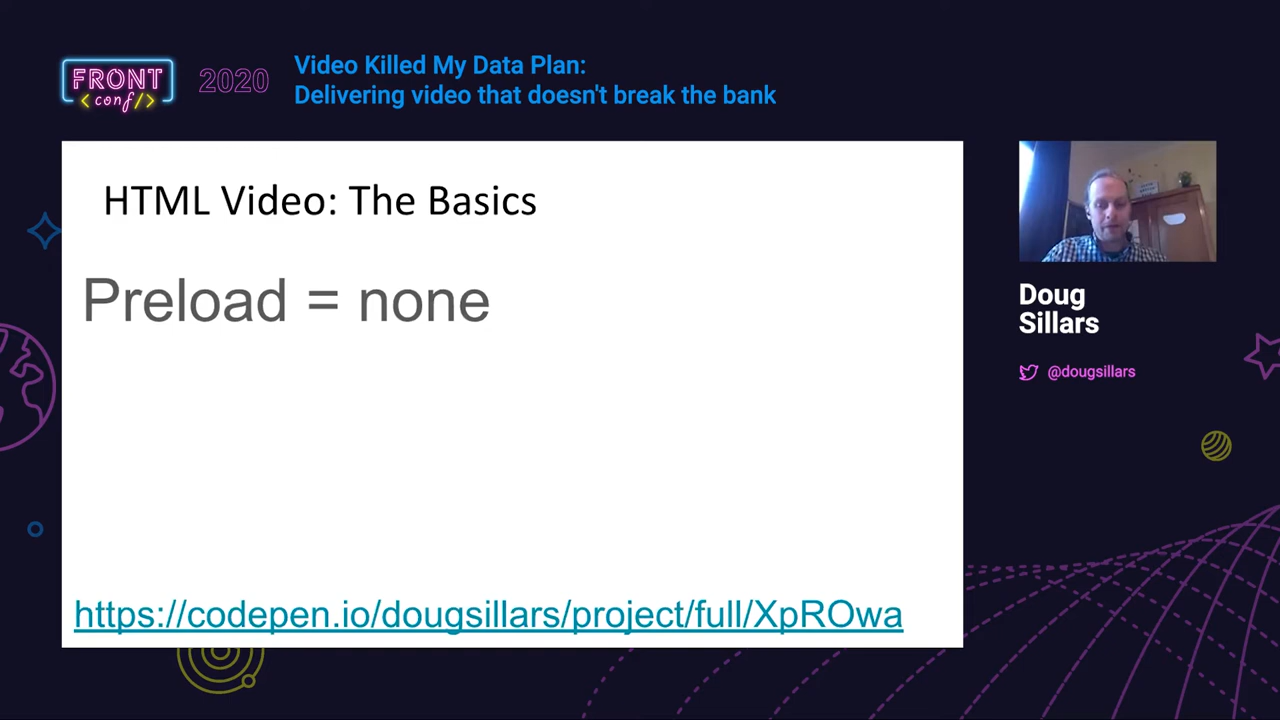 FRONT
<conf/>
2020
Video Killed My Data Plan:
Delivering video that doesn't break the bank
HTML Video: The Basics
Preload = none
https://codepen.io/dougsillars/project/full/XpROwa
Doug
Sillars
@dougsillars